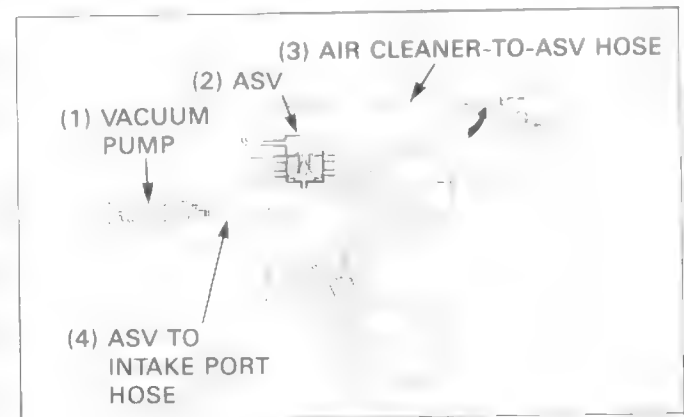 (3) AIR CLEANER-TO-ASV HOSE
(2) ASV
(1) VACUUM
PUMP
(4) ASV TO
INTAKE PORT
HOSE